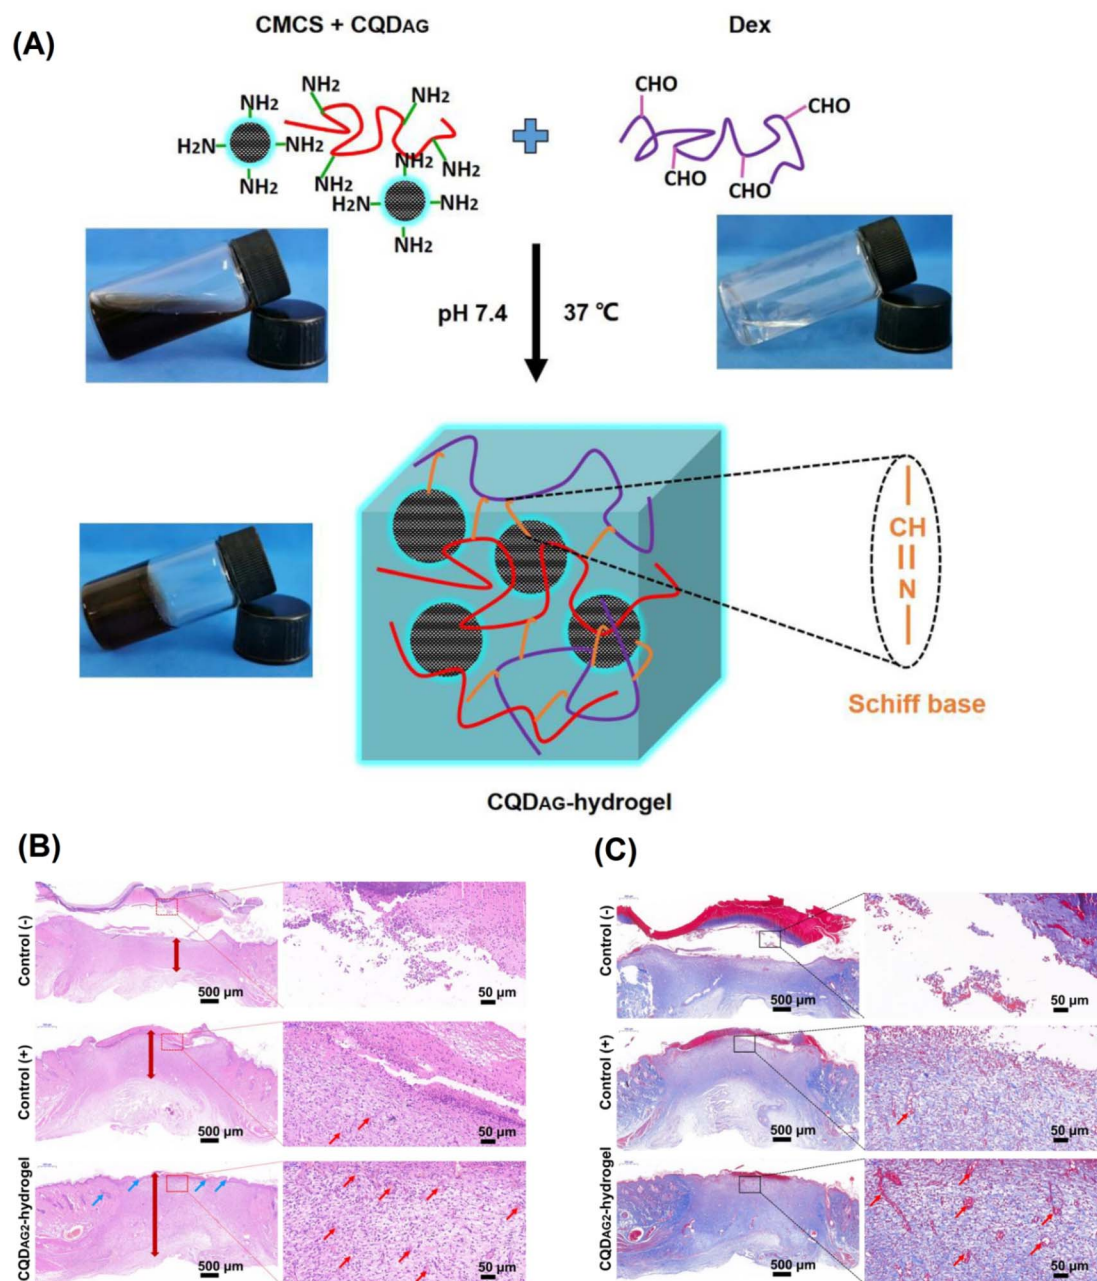 (A)
CMCS + CQDAG
Dex
NH2
NH2
NH2
CHO
CHO
H2N
NH2
NH2
NH2
NH2
NH2
NH2
H2N
NH2
NH2
CHO
CHO
pH 7.4
37 ℃
CH
N
Schiff base
CQDAG-hydrogel
(B)
Control (-)
500 µm
50 µm
Control (+)
500 µm
50 µm
CQDAG2-hydrogel
500 µm
50 µm
(C)
Control (-)
500 µm
50 µm
Control (+)
500 µm
50 µm
CQDAG2-hydrogel
500 µm
50 µm